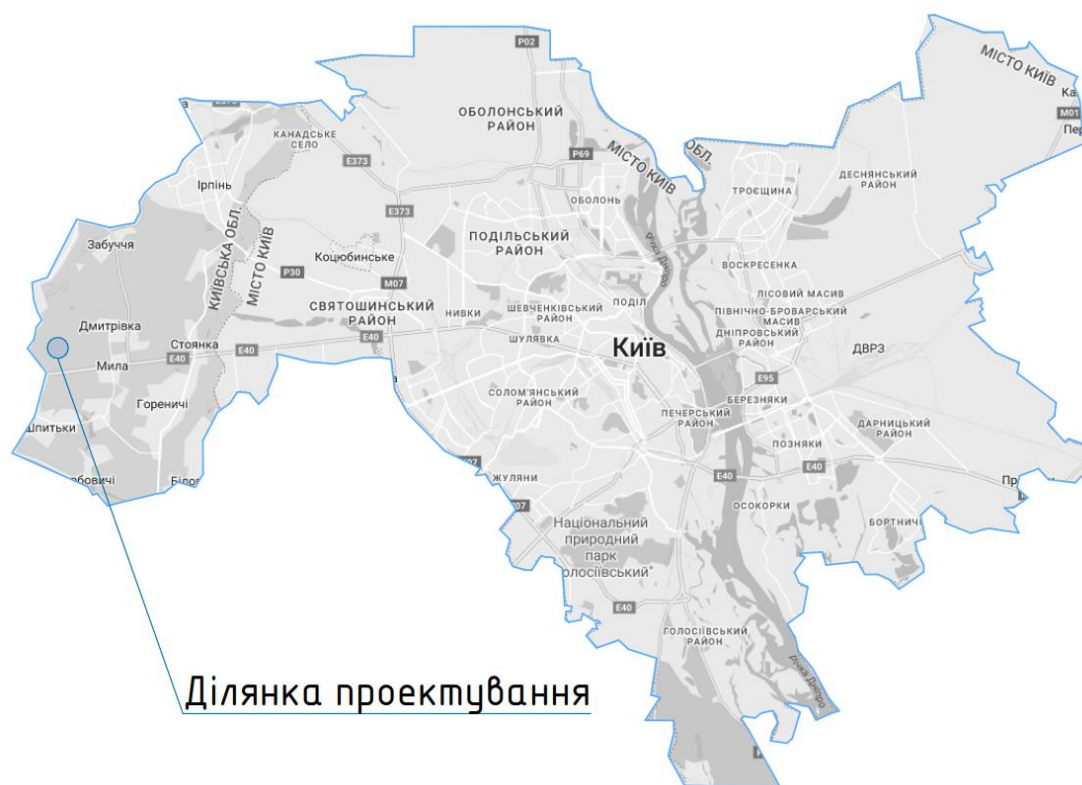 P02
МІСТО КИЇВ
M01
ОБОЛОНСЬКИЙ
РАЙОН
КАНАДСЬКЕ
СЕЛО
E373
P69
МІСТО КИЇВ
ОБЛ.
ТРОЄЩИНА
ДЕСНЯНСЬКИЙ
РАЙОН
Ірпінь
ОБОЛОНЬ
E373
КИЇВСЬКА ОБЛ.
МІСТО КИЇВ
Забуччя
ПОДІЛЬСЬКИЙ
РАЙОН
Коцюбинське
P30
M07
ВОСКРЕСЕНКА
СВЯТОШИНСЬКИЙ
РАЙОН
НИВКИ
ШЕВЧЕНКІВСЬКИЙ
РАЙОН
ПОДІЛ
ЛІСОВИЙ МАСИВ
ПІВНІЧНО-БРОВАРСЬКИЙ
МАСИВ
ДНІПРОВСЬКИЙ
РАЙОН
Дмитрівка
Стоянка
E40
E40
E40
ШУЛЯВКА
Київ
ДВРЗ
Мила
E95
СОЛОМ'ЯНСЬКИЙ
РАЙОН
БЕРЕЗНЯКИ
ПЕЧЕРСЬКИЙ
РАЙОН
Гореничі
ДАРНИЦЬКИЙ
РАЙОН
Шпитьки
ПОЗНЯКИ
E40
E40
ЖУЛЯНИ
ОСОКОРКИ
БОРТНИЧІ
Національний
природний
парк
E40
ГОЛОСІЇВСЬКИЙ
РАЙОН
річка Дніпро
Ділянка проектування